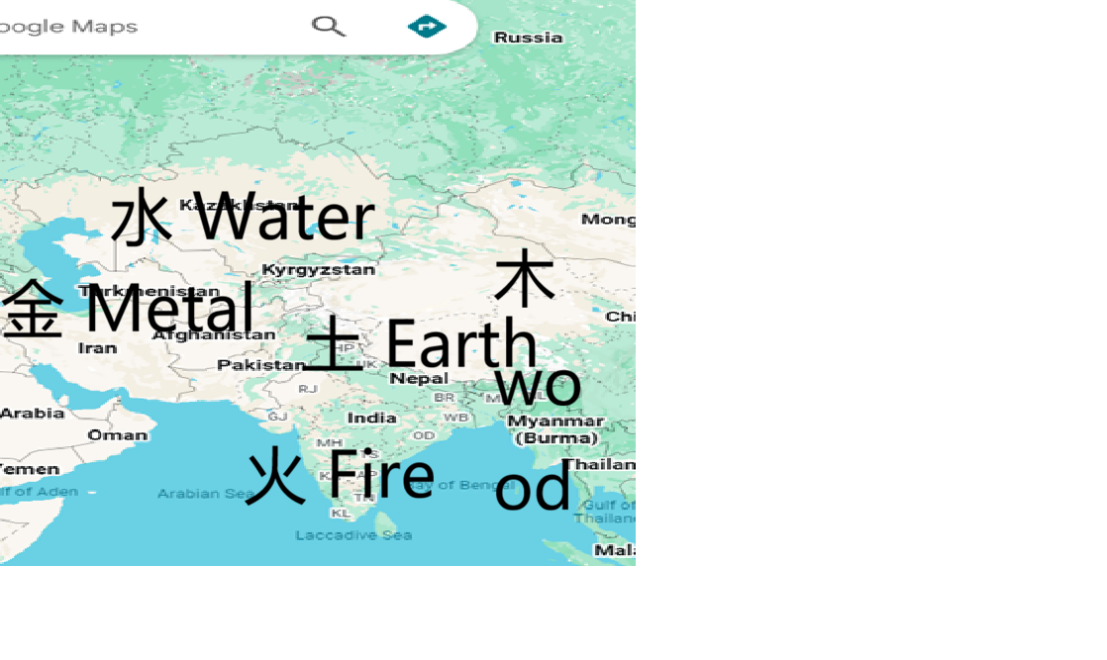 oogle Maps
Russia
水 Water
Kazakhstan
Mong
Kyrgyzstan
木
金 Metal
Turkmenistan
Chi
土 Earth
Afghanistan
Iran
HP
Pakistan
UK
Nepal
wo
RJ
BR
Arabia
GJ
India
WB
Myanmar
(Burma)
Oman
OD
MH
火 Fire
Yemen
Thailan
od
lf of Aden
Arabian Sea
Bay of Bengal
TN
KL
Gulf of
Thailand
Laccadive Sea
Mala